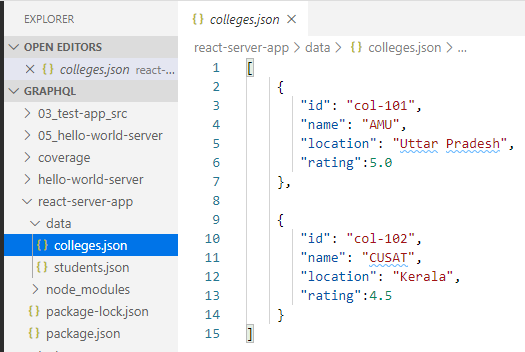 EXPLORER
OPEN EDITORS
colleges.json react-...
GRAPHQL
03_test-app_src
05_hello-world-server
coverage
hello-world-server
react-server-app
data
colleges.json
students.json
node_modules
package-lock.json
package.json
colleges.json
react-server-app > data > {} colleges.json > ...
1 [
2 {
3 "id": "col-101",
4 "name": "AMU",
5 "location": "Uttar Pradesh",
6 "rating":5.0
7 },
8
9 {
10 "id": "col-102",
11 "name": "CUSAT",
12 "location": "Kerala",
13 "rating":4.5
14 }
15 ]